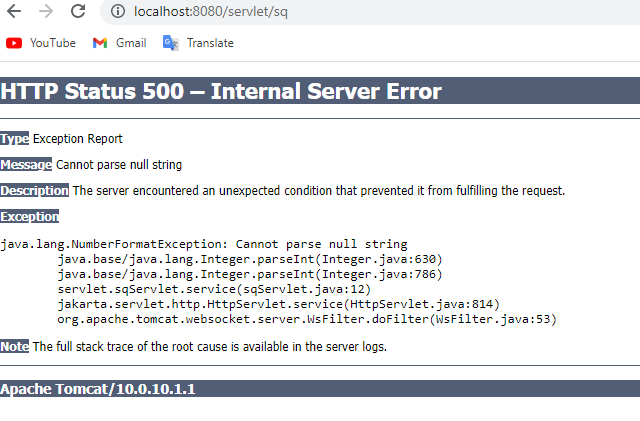 localhost:8080/servlet/sq
YouTube Gmail Translate
HTTP Status 500 – Internal Server Error
Type Exception Report
Message Cannot parse null string
Description The server encountered an unexpected condition that prevented it from fulfilling the request.
Exception
java.lang.NumberFormatException: Cannot parse null string
java.base/java.lang.Integer.parseInt(Integer.java:630)
java.base/java.lang.Integer.parseInt(Integer.java:786)
servlet.sqServlet.service(sqServlet.java:12)
jakarta.servlet.http.HttpServlet.service(HttpServlet.java:814)
org.apache.tomcat.websocket.server.WsFilter.doFilter(WsFilter.java:53)
Note The full stack trace of the root cause is available in the server logs.
Apache Tomcat/10.0.10.1.1